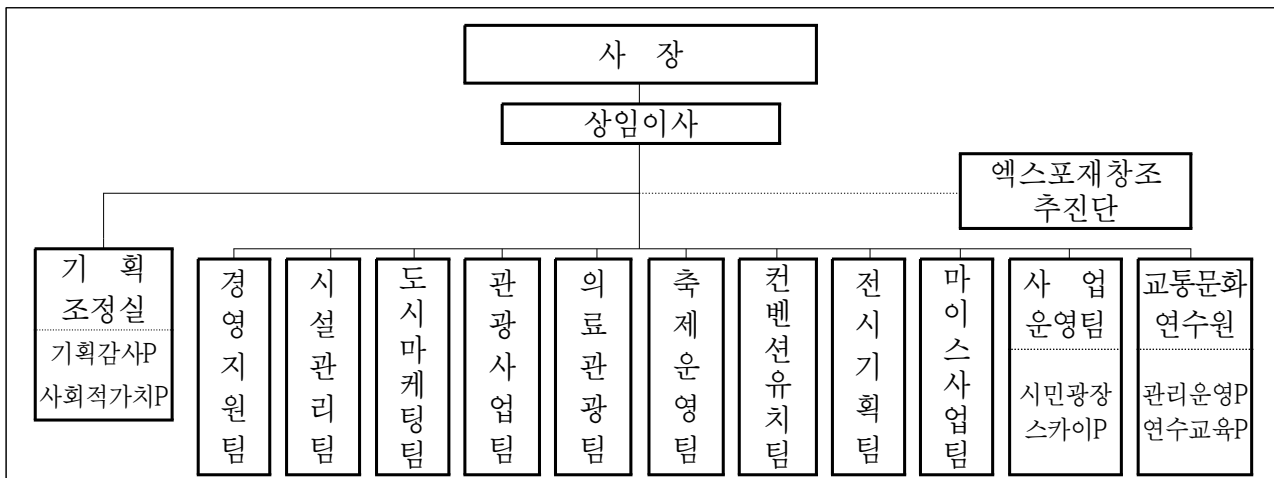 사 장
상임이사
엑스포재창조
추진단
기 획
조정실
기획감사P
사회적가치P
경영지원팀
시설관리팀
도시마케팅팀
관광사업팀
의료관광팀
축제운영팀
컨벤션유치팀
전시기획팀
마이스사업팀
사 업
운영팀
시민광장
스카이P
교통문화
연수원
관리운영P
연수교육P